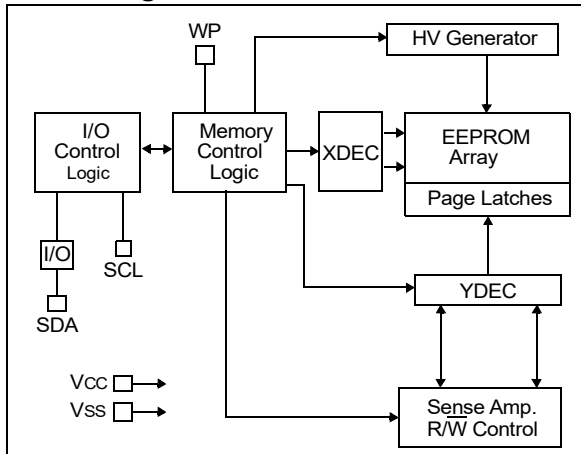 WP
HV Generator
I/O
Control
Logic
Memory
Control
Logic
XDEC
EEPROM
Array
Page Latches
I/O
SCL
SDA
YDEC
VCC
VSS
Sense Amp.
R/W̅ Control